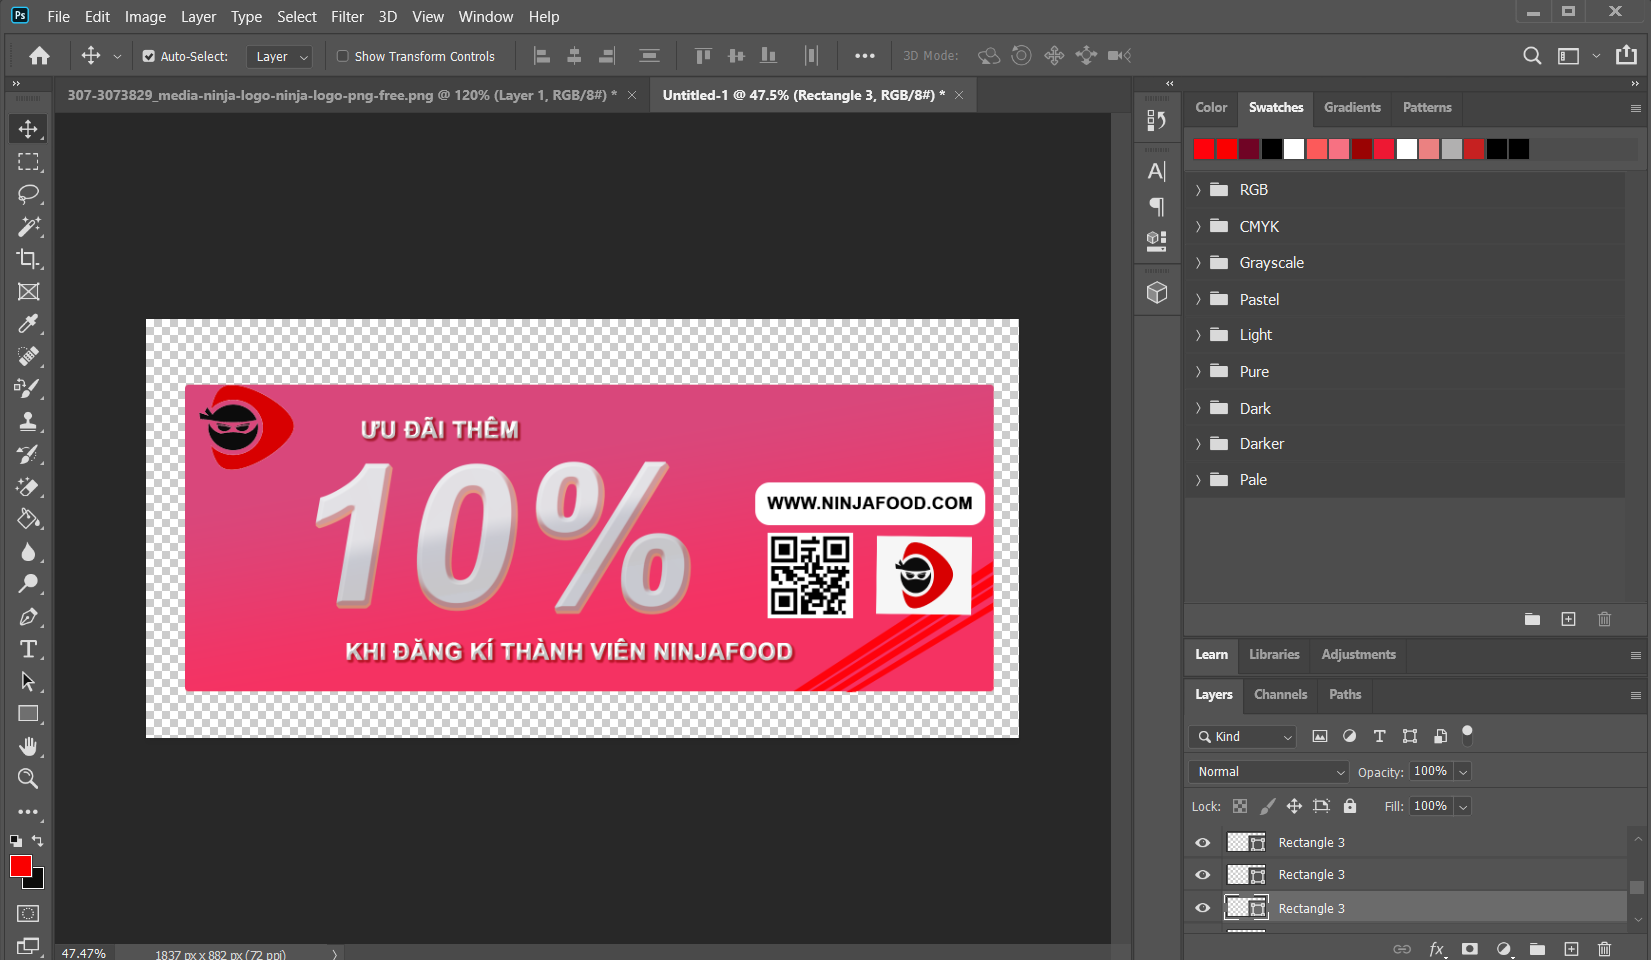 Ps File Edit Image Layer Type Select Filter 3D View Window Help
Auto-Select: Layer Show Transform Controls 3D Mode:
307-3073829_media-ninja-logo-ninja-logo-png-free.png @ 120% (Layer 1, RGB/8#) * Untitled-1 @ 47.5% (Rectangle 3, RGB/8#) *
Color Swatches Gradients Patterns
RGB
CMYK
Grayscale
Pastel
Light
Pure
Dark
Darker
Pale
ƯU ĐÃI THÊM
10%
WWW.NINJAFOOD.COM
KHI ĐĂNG KÍ THÀNH VIÊN NINJAFOOD
Learn Libraries Adjustments
Layers Channels Paths
Kind
Normal Opacity: 100%
Lock: Fill: 100%
Rectangle 3
Rectangle 3
Rectangle 3
47.47% 1837 px x 882 px (72 ppi)